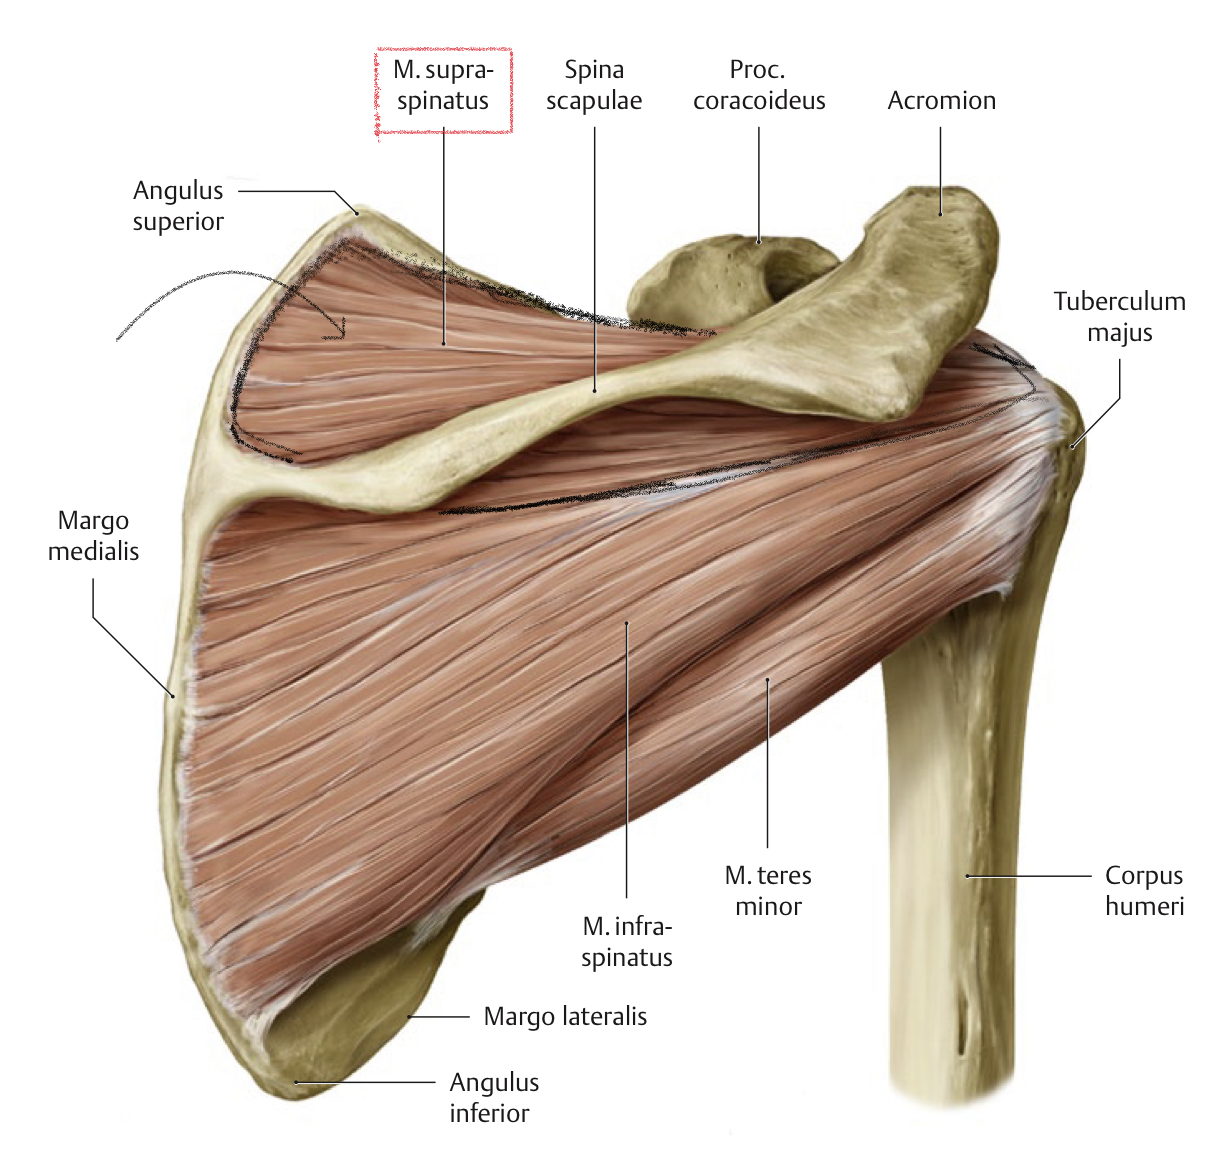 M. supra-
spinatus
Spina
scapulae
Proc.
coracoideus
Acromion
Angulus
superior
Tuberculum
majus
Margo
medialis
M. teres
minor
Corpus
humeri
M. infra-
spinatus
Margo lateralis
Angulus
inferior